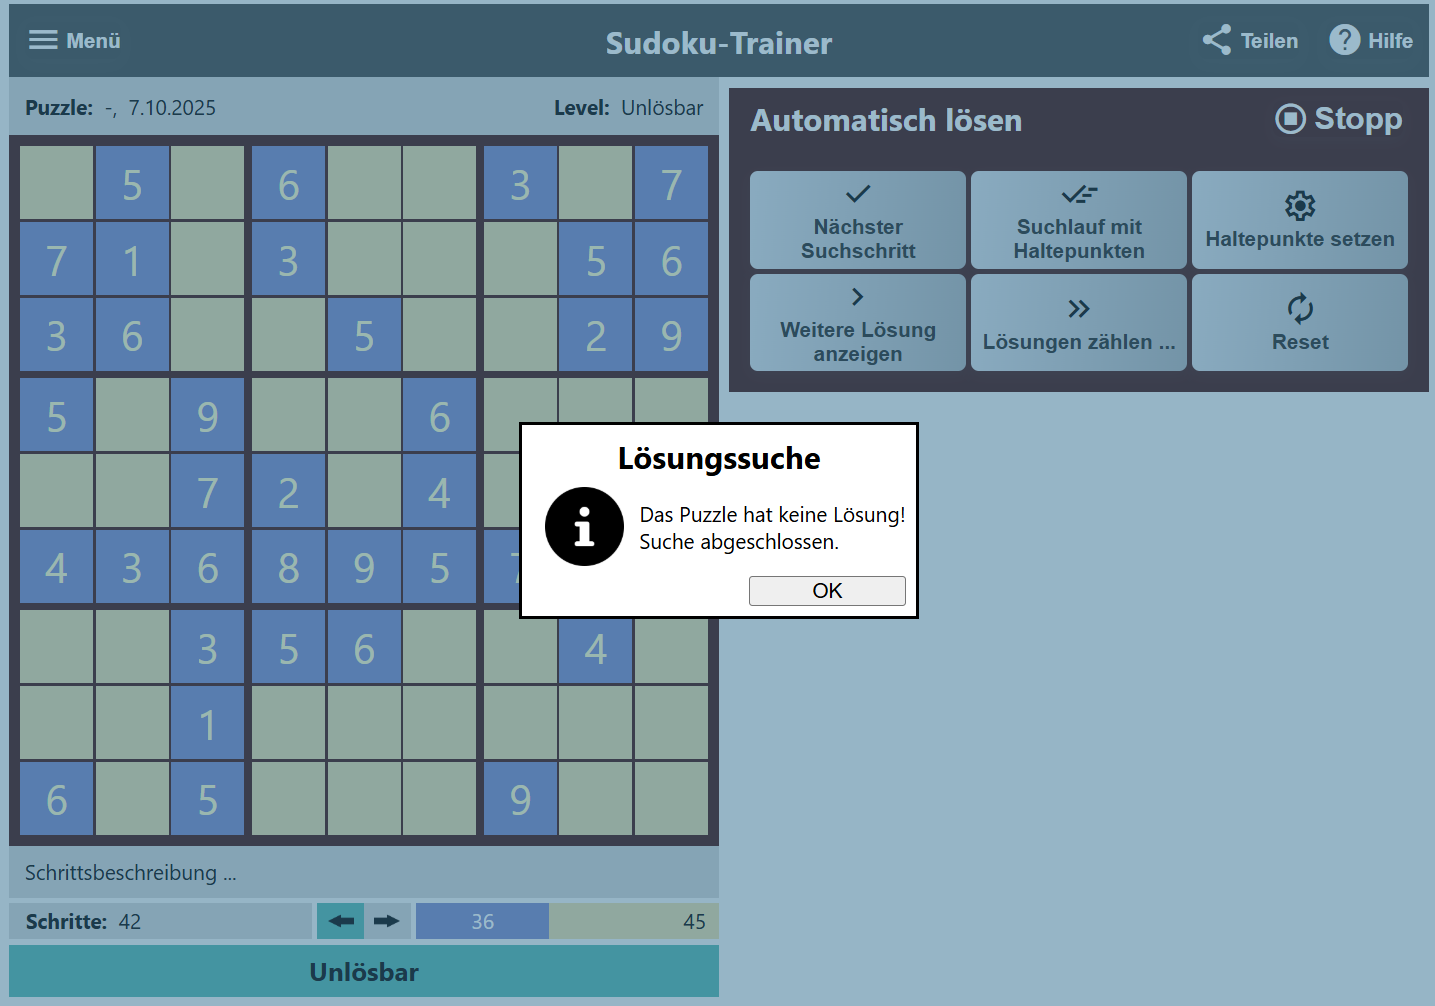 Menü
Sudoku-Trainer
Teilen
Hilfe
Puzzle: -, 7.10.2025
Level: Unlösbar
5 6 3 7
7 1 3 5 6
3 6 5 2 9
5 9 6
7 2 4
4 3 6 8 9 5
3 5 6 4
1
6 5 9
Schrittsbeschreibung ...
Schritte: 42
36
45
Unlösbar
Automatisch lösen
Stopp
Nächster
Suchschritt
Suchlauf mit
Haltepunkten
Haltepunkte setzen
Weitere Lösung
anzeigen
Lösungen zählen ...
Reset
Lösungssuche
Das Puzzle hat keine Lösung!
Suche abgeschlossen.
OK